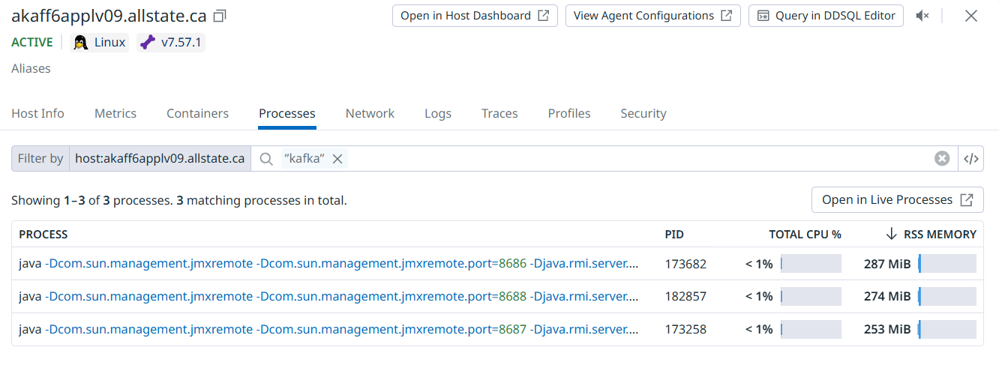 akaff6applv09.allstate.ca Open in Host Dashboard View Agent Configurations Query in DDSQL Editor
ACTIVE Linux v7.57.1
Aliases
Host Info Metrics Containers Processes Network Logs Traces Profiles Security
Filter by host:akaff6applv09.allstate.ca "kafka" </>
Showing 1–3 of 3 processes. 3 matching processes in total. Open in Live Processes
PROCESS PID TOTAL CPU % RSS MEMORY
java -Dcom.sun.management.jmxremote -Dcom.sun.management.jmxremote.port=8686 -Djava.rmi.server.... 173682 < 1% 287 MiB
java -Dcom.sun.management.jmxremote -Dcom.sun.management.jmxremote.port=8688 -Djava.rmi.server.... 182857 < 1% 274 MiB
java -Dcom.sun.management.jmxremote -Dcom.sun.management.jmxremote.port=8687 -Djava.rmi.server.... 173258 < 1% 253 MiB